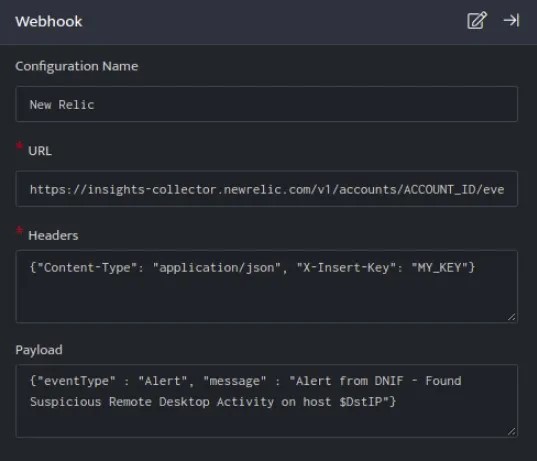 Webhook
Configuration Name
New Relic
* URL
https://insights-collector.newrelic.com/v1/accounts/ACCOUNT_ID/eve
* Headers
{"Content-Type": "application/json", "X-Insert-Key": "MY_KEY"}
Payload
{"eventType" : "Alert", "message" : "Alert from DNIF - Found
Suspicious Remote Desktop Activity on host $DstIP"}